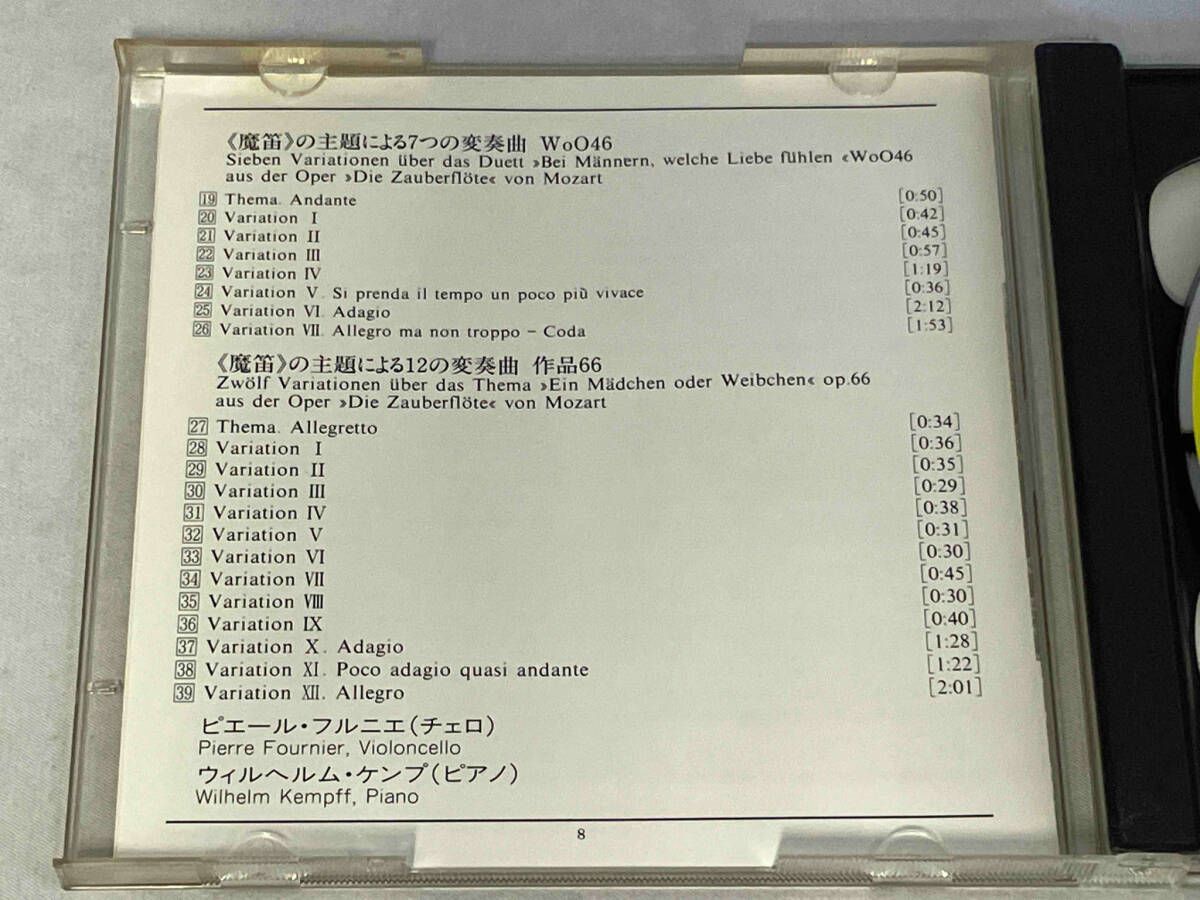 《魔笛》の主題による7つの変奏曲 WoO46
Sieben Variationen über das Duett »Bei Männern, welche Liebe fühlen «WoO46
aus der Oper »Die Zauberflöte« von Mozart
19 Thema. Andante [0:50]
20 Variation I [0:42]
21 Variation II [0:45]
22 Variation III [0:57]
23 Variation IV [1:19]
24 Variation V. Si prenda il tempo un poco più vivace [0:36]
25 Variation VI. Adagio [2:12]
26 Variation VII. Allegro ma non troppo – Coda [1:53]
《魔笛》の主題による12の変奏曲 作品66
Zwölf Variationen über das Thema »Ein Mädchen oder Weibchen« op.66
aus der Oper »Die Zauberflöte« von Mozart
27 Thema. Allegretto [0:34]
28 Variation I [0:36]
29 Variation II [0:35]
30 Variation III [0:29]
31 Variation IV [0:38]
32 Variation V [0:31]
33 Variation VI [0:30]
34 Variation VII [0:45]
35 Variation VIII [0:30]
36 Variation IX [0:40]
37 Variation X. Adagio [1:28]
38 Variation XI. Poco adagio quasi andante [1:22]
39 Variation XII. Allegro [2:01]
ピエール・フルニエ(チェロ)
Pierre Fournier, Violoncello
ウィルヘルム・ケンプ(ピアノ)
Wilhelm Kempff, Piano
8